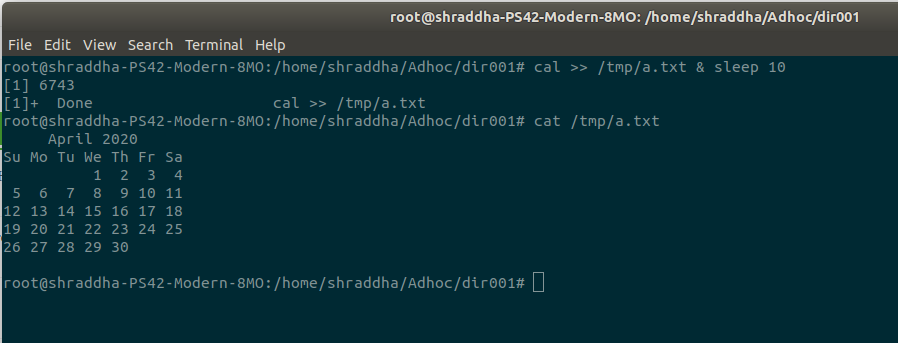 root@shraddha-PS42-Modern-8MO: /home/shraddha/Adhoc/dir001
File Edit View Search Terminal Help
root@shraddha-PS42-Modern-8MO:/home/shraddha/Adhoc/dir001# cal >> /tmp/a.txt & sleep 10
[1] 6743
[1]+  Done                    cal >> /tmp/a.txt
root@shraddha-PS42-Modern-8MO:/home/shraddha/Adhoc/dir001# cat /tmp/a.txt
     April 2020
Su Mo Tu We Th Fr Sa
          1  2  3  4
 5  6  7  8  9 10 11
12 13 14 15 16 17 18
19 20 21 22 23 24 25
26 27 28 29 30
root@shraddha-PS42-Modern-8MO:/home/shraddha/Adhoc/dir001#